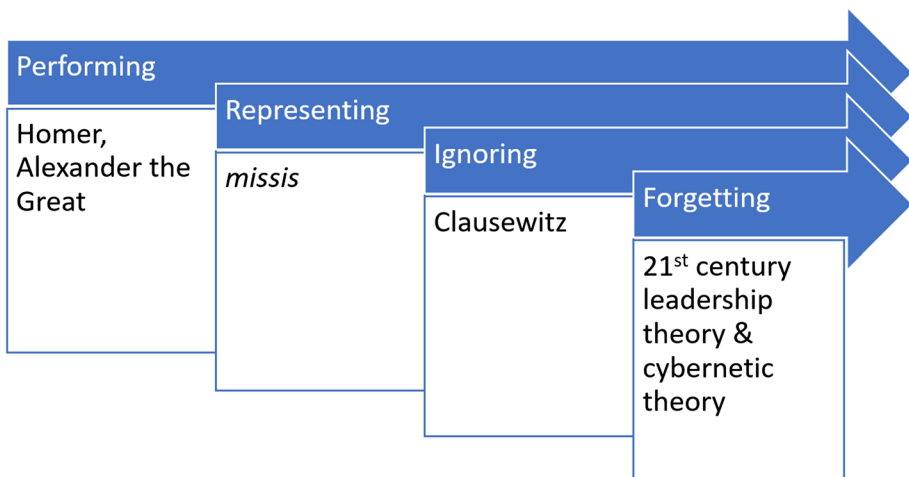 Performing
Homer,
Alexander the
Great
Representing
missis
Ignoring
Clausewitz
Forgetting
21st century
leadership
theory &
cybernetic
theory